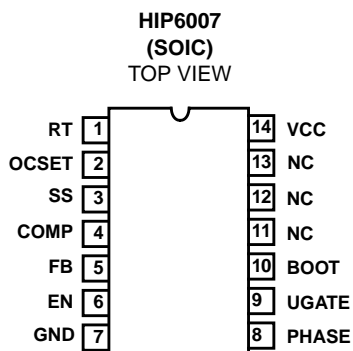 HIP6007
(SOIC)
TOP VIEW
RT 1 14 VCC
OCSET 2 13 NC
SS 3 12 NC
COMP 4 11 NC
FB 5 10 BOOT
EN 6 9 UGATE
GND 7 8 PHASE